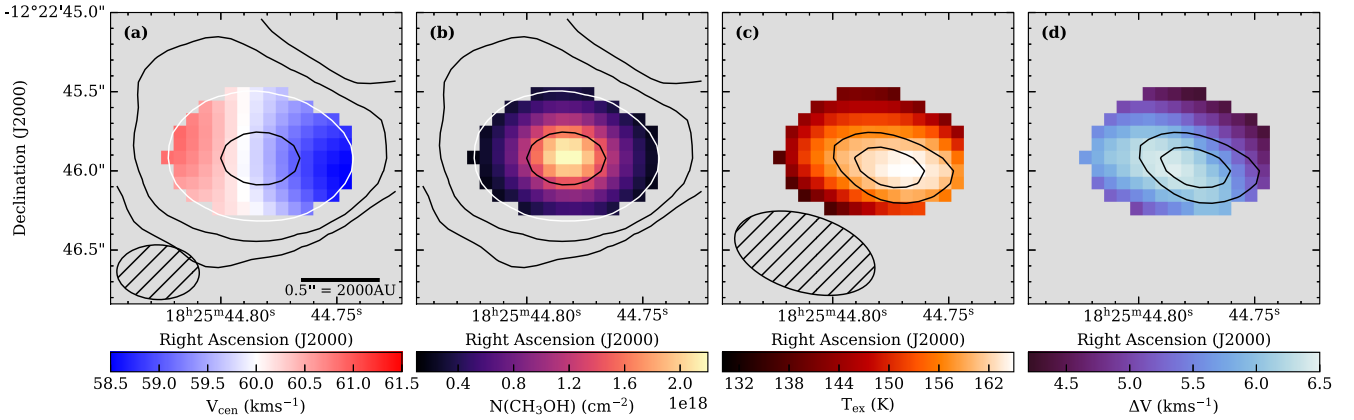 -12°22'45.0"
45.5"
46.0"
46.5"
Declination (J2000)
(a)
(b)
(c)
(d)
0.5" = 2000AU
18h25m44.80s 44.75s
18h25m44.80s 44.75s
18h25m44.80s 44.75s
18h25m44.80s 44.75s
Right Ascension (J2000)
Right Ascension (J2000)
Right Ascension (J2000)
Right Ascension (J2000)
58.5 59.0 59.5 60.0 60.5 61.0 61.5
Vcen (kms⁻¹)
0.4 0.8 1.2 1.6 2.0
1e18
N(CH₃OH) (cm⁻²)
132 138 144 150 156 162
Tex (K)
4.5 5.0 5.5 6.0 6.5
ΔV (kms⁻¹)